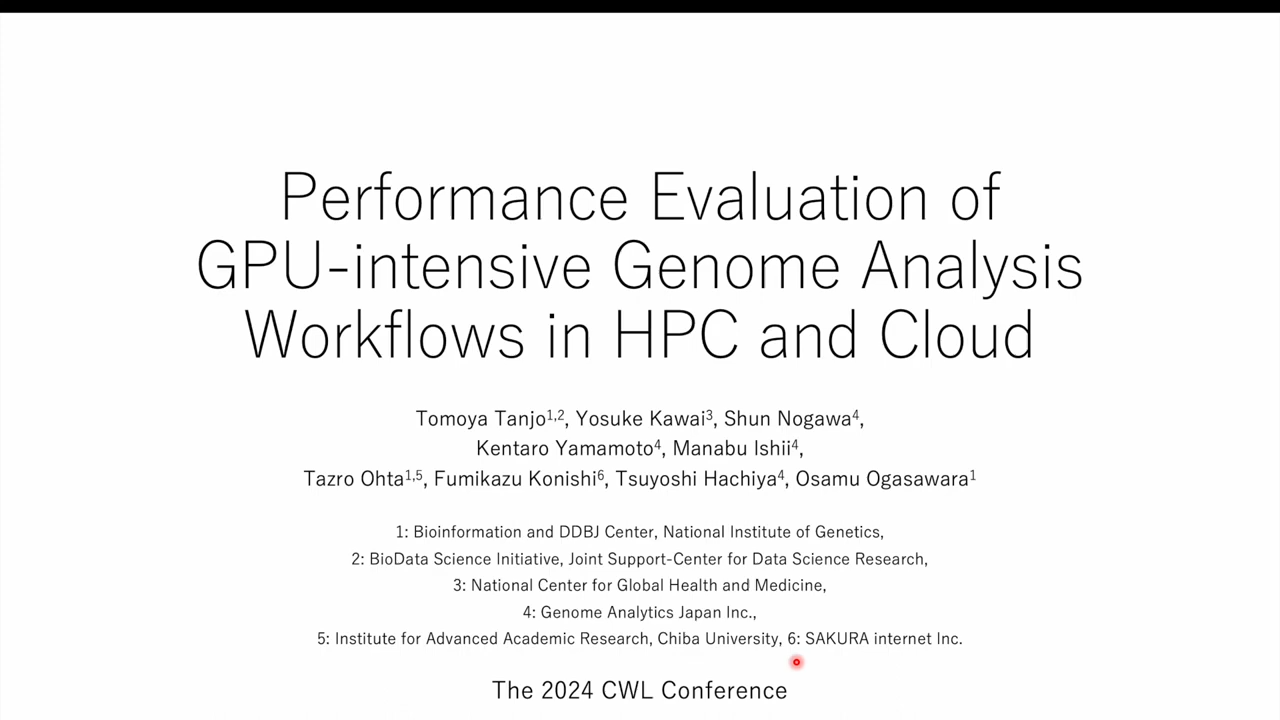 Performance Evaluation of
GPU-intensive Genome Analysis
Workflows in HPC and Cloud
Tomoya Tanjo1,2, Yosuke Kawai3, Shun Nogawa4,
Kentaro Yamamoto4, Manabu Ishii4,
Tazro Ohta1,5, Fumikazu Konishi6, Tsuyoshi Hachiya4, Osamu Ogasawara1
1: Bioinformation and DDBJ Center, National Institute of Genetics,
2: BioData Science Initiative, Joint Support-Center for Data Science Research,
3: National Center for Global Health and Medicine,
4: Genome Analytics Japan Inc.,
5: Institute for Advanced Academic Research, Chiba University, 6: SAKURA internet Inc.
The 2024 CWL Conference